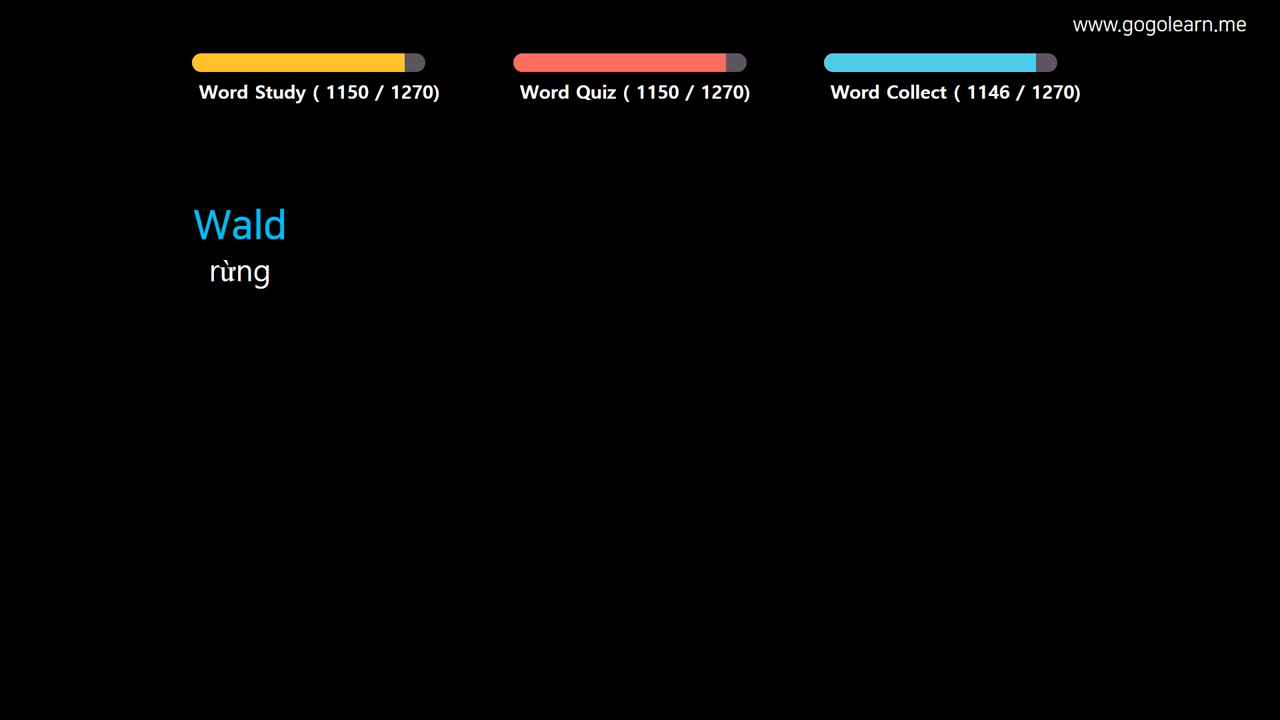 www.gogolearn.me
Word Study ( 1150 / 1270)
Word Quiz ( 1150 / 1270)
Word Collect ( 1146 / 1270)
Wald
rừng